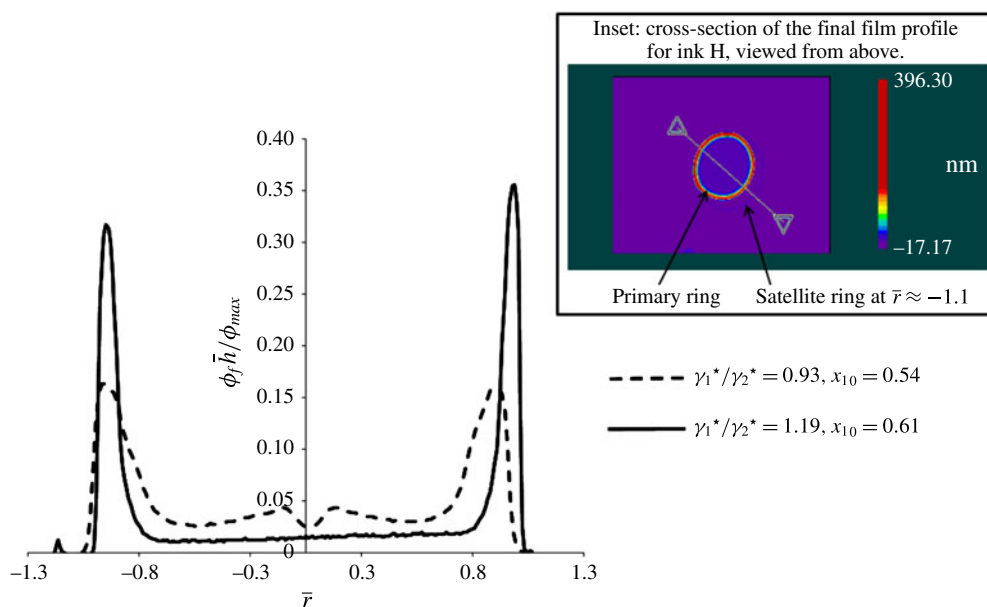 Inset: cross-section of the final film profile
for ink H, viewed from above.
396.30
nm
–17.17
Primary ring
Satellite ring at r̄ ≈ −1.1
0.40
0.35
0.30
0.25
0.20
0.15
0.10
0.05
0
ϕ_f h̄/ϕ_max
γ₁*/γ₂* = 0.93, x₁₀ = 0.54
γ₁*/γ₂* = 1.19, x₁₀ = 0.61
–1.3 –0.8 –0.3 0.3 0.8 1.3
r̄